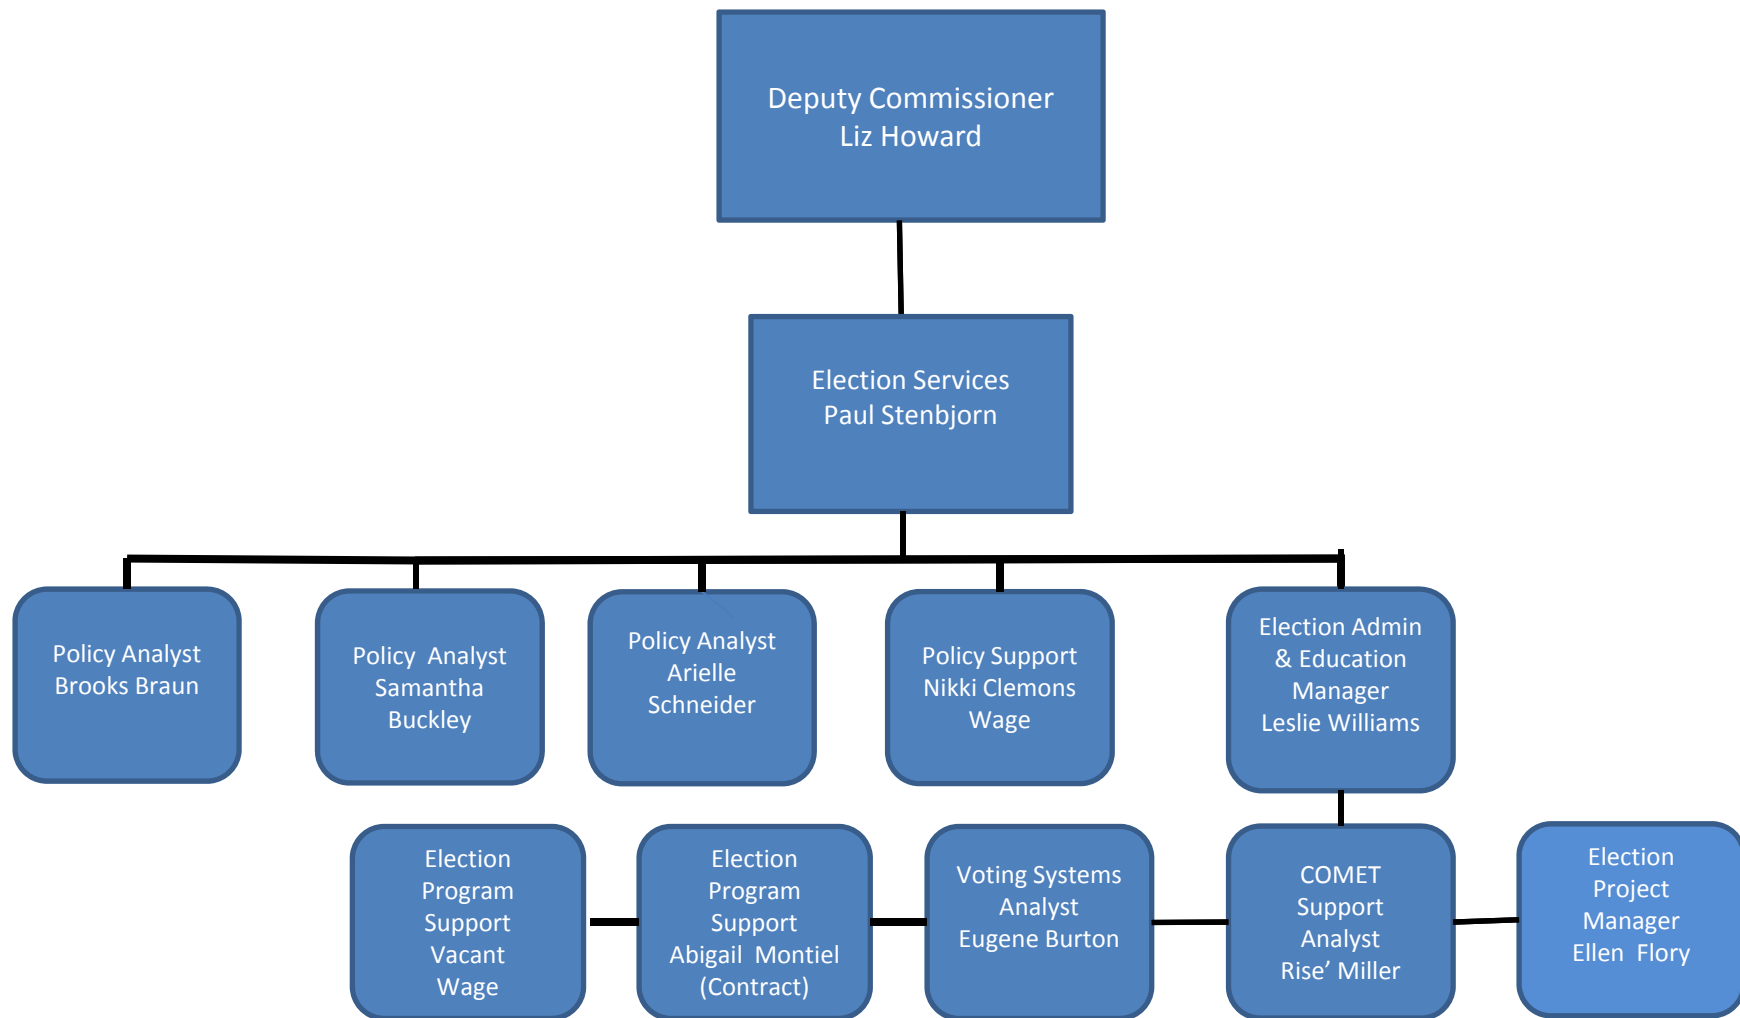 Deputy Commissioner
Liz Howard
Election Services
Paul Stenbjorn
Policy Analyst
Brooks Braun
Policy  Analyst
Samantha
Buckley
Policy Analyst
Arielle
Schneider
Policy Support
Nikki Clemons
Wage
Election Admin
& Education
Manager
Leslie Williams
Election
Program
Support
Vacant
Wage
Election
Program
Support
Abigail  Montiel
(Contract)
Voting Systems
Analyst
Eugene Burton
COMET
Support
Analyst
Rise’ Miller
Election
Project
Manager
Ellen  Flory